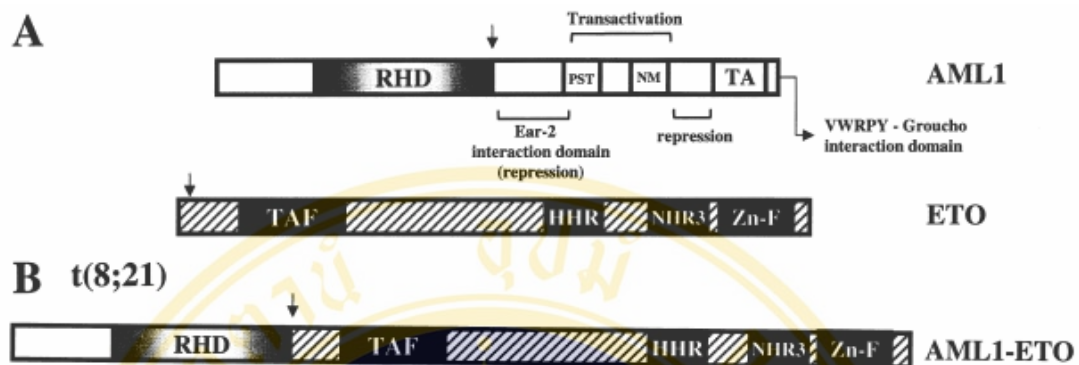 A
Transactivation
RHD PST NM TA AML1
Ear-2
interaction domain
(repression)
repression
VWRPY - Groucho
interaction domain
TAF HHR NHR3 Zn-F ETO
B t(8;21)
RHD TAF HHR NHR3 Zn-F AML1-ETO